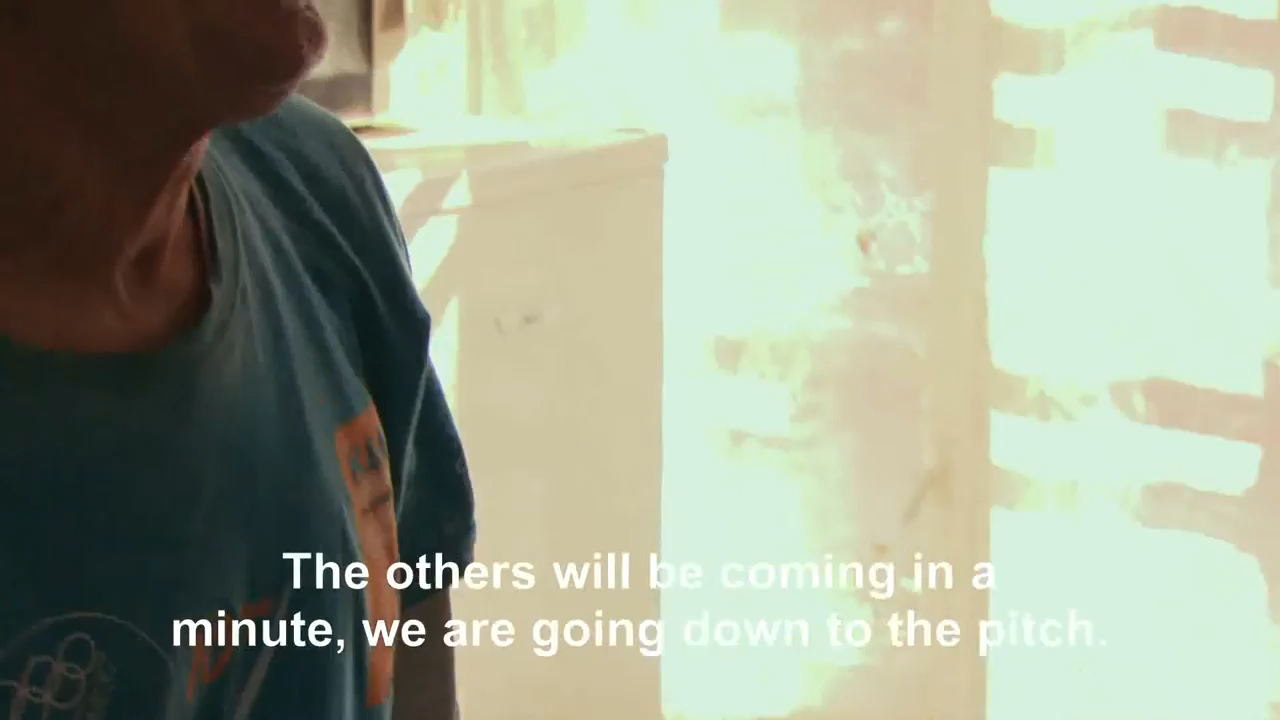 The others will be coming in a
minute, we are going down to the pitch.